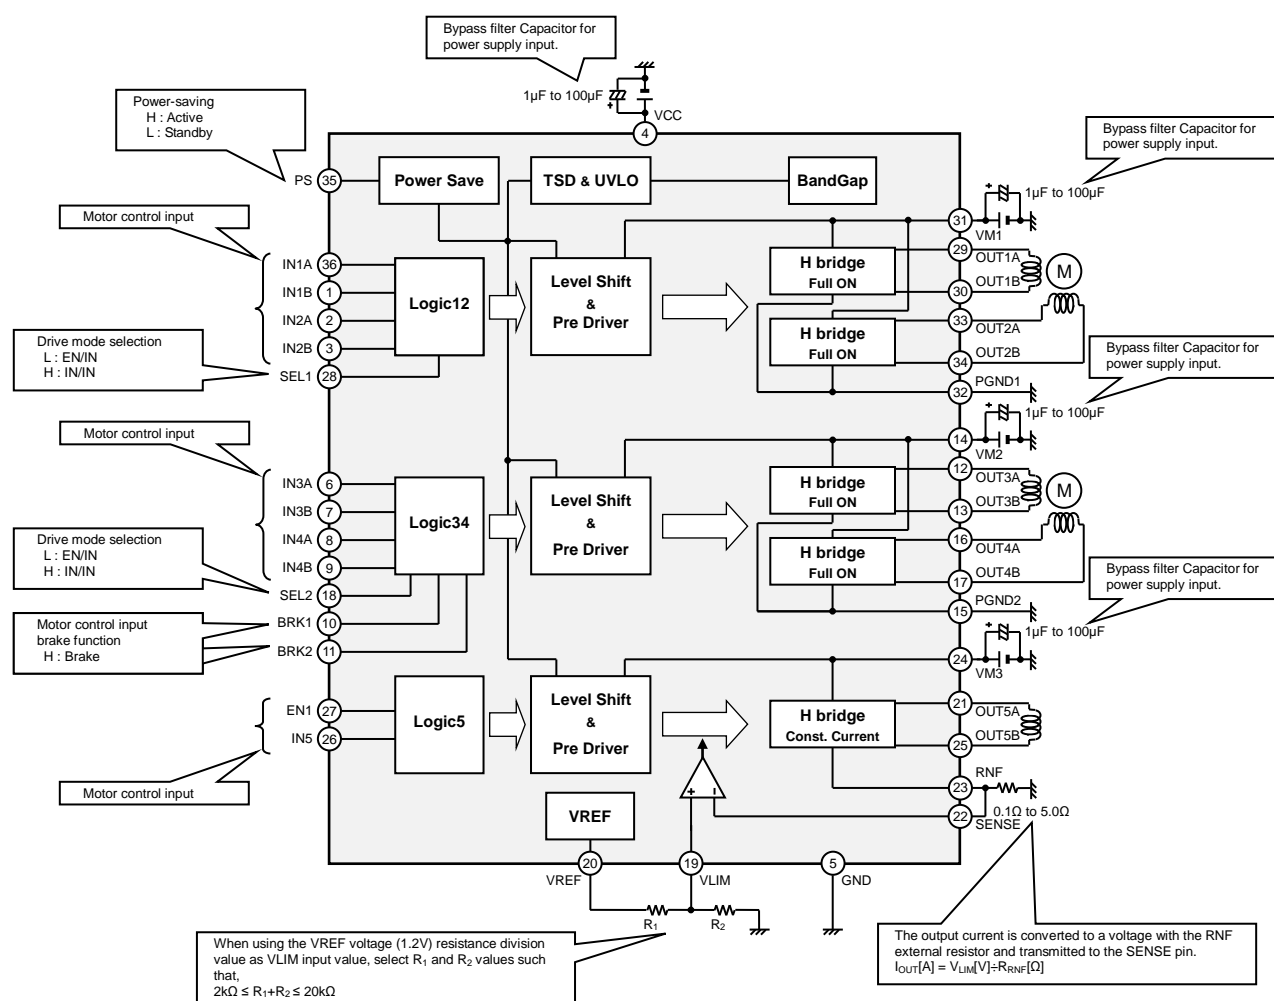 Bypass filter Capacitor for
power supply input.
1µF to 100µF
+
VCC
4
Power-saving
H : Active
L : Standby
PS
35
Power Save
TSD & UVLO
BandGap
Bypass filter Capacitor for
power supply input.
+
1µF to 100µF
31
VM1
Motor control input
IN1A
36
IN1B
1
IN2A
2
IN2B
3
SEL1
28
Logic12
Level Shift
&
Pre Driver
H bridge
Full ON
H bridge
Full ON
29
OUT1A
OUT1B
30
M
33
OUT2A
OUT2B
34
PGND1
32
Drive mode selection
L : EN/IN
H : IN/IN
Bypass filter Capacitor for
power supply input.
+
1µF to 100µF
14
VM2
Motor control input
IN3A
6
IN3B
7
IN4A
8
IN4B
9
SEL2
18
BRK1
10
BRK2
11
Logic34
Level Shift
&
Pre Driver
H bridge
Full ON
H bridge
Full ON
12
OUT3A
OUT3B
13
M
16
OUT4A
OUT4B
17
PGND2
15
Drive mode selection
L : EN/IN
H : IN/IN
Motor control input
brake function
H : Brake
Bypass filter Capacitor for
power supply input.
+
1µF to 100µF
24
VM3
EN1
27
IN5
26
Logic5
Level Shift
&
Pre Driver
H bridge
Const. Current
21
OUT5A
OUT5B
25
Motor control input
+
−
RNF
23
22
SENSE
0.1Ω to 5.0Ω
VREF
20
VREF
19
VLIM
5
GND
R1
R2
When using the VREF voltage (1.2V) resistance division
value as VLIM input value, select R1 and R2 values such
that,
2kΩ ≤ R1+R2 ≤ 20kΩ
The output current is converted to a voltage with the RNF
external resistor and transmitted to the SENSE pin.
IOUT[A] = VLIM[V]÷RRNF[Ω]